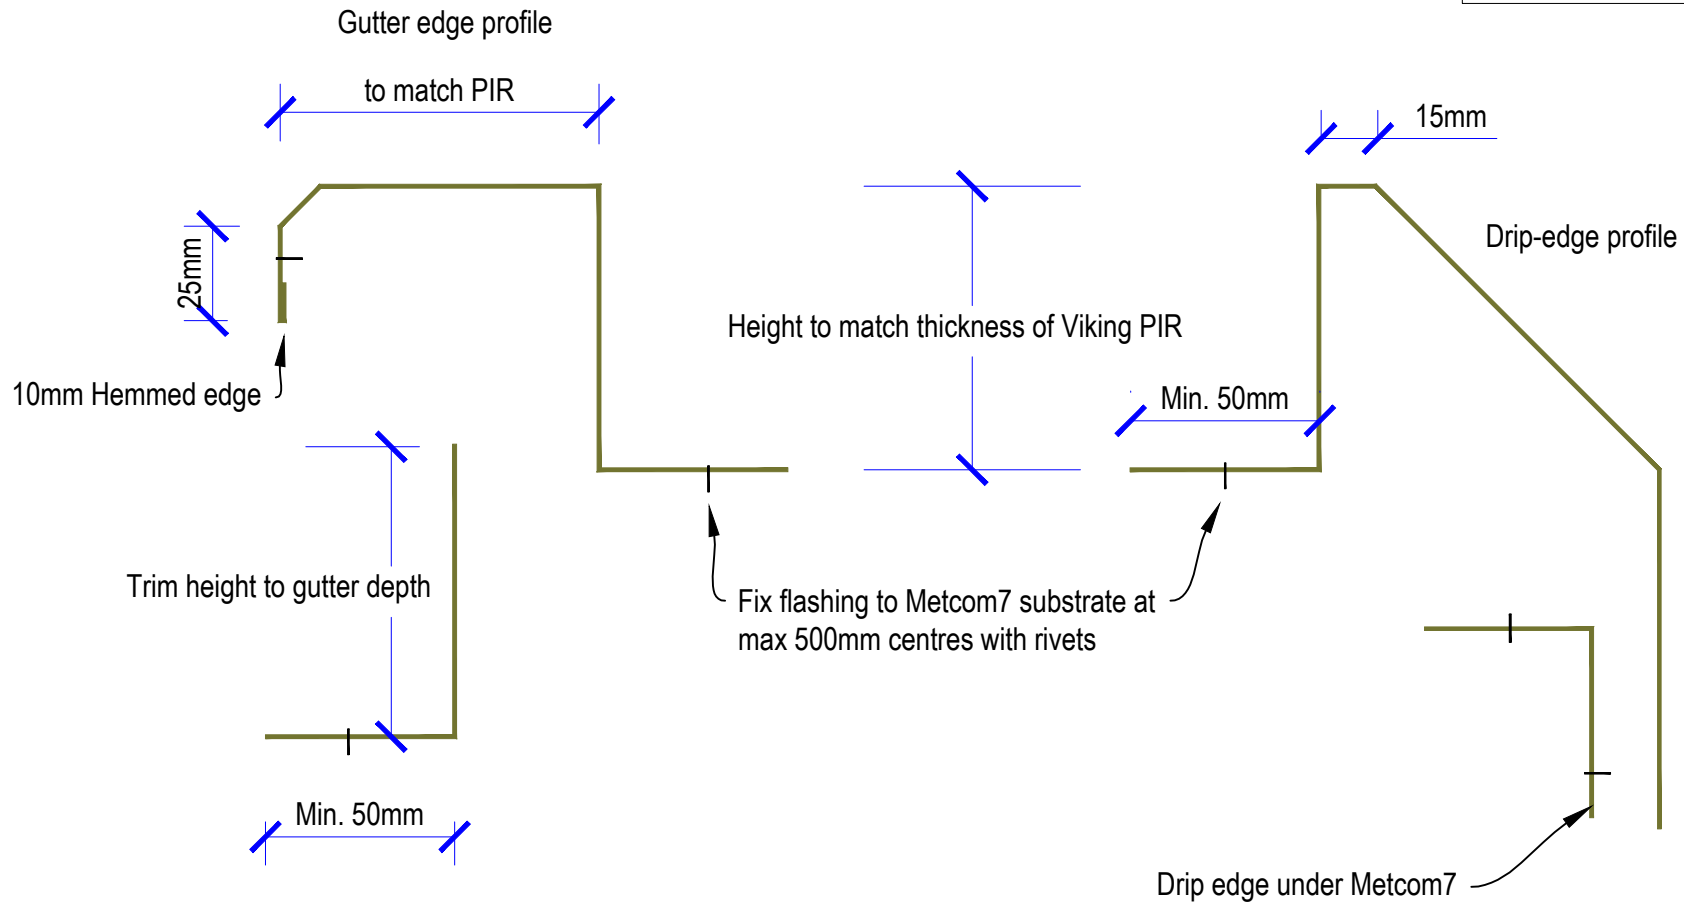 Gutter edge profile
to match PIR
15mm
Drip-edge profile
25mm
Height to match thickness of Viking PIR
10mm Hemmed edge
Min. 50mm
Trim height to gutter depth
Fix flashing to Metcom7 substrate at
max 500mm centres with rivets
Min. 50mm
Drip edge under Metcom7